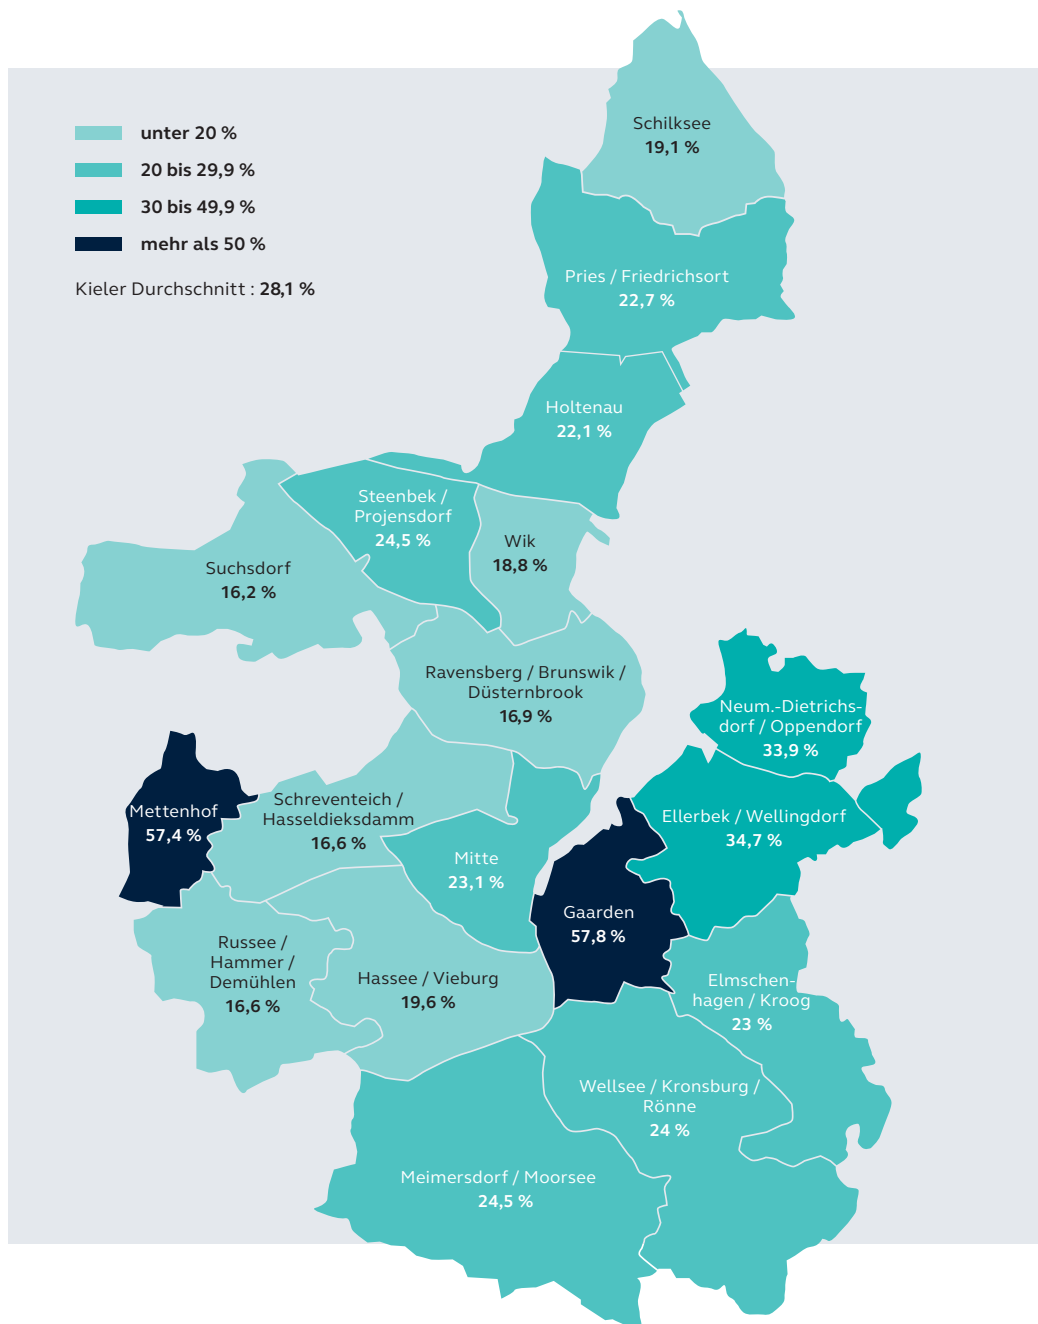 unter 20 %
20 bis 29,9 %
30 bis 49,9 %
mehr als 50 %
Kieler Durchschnitt : 28,1 %
Schilksee
19,1 %
Pries / Friedrichsort
22,7 %
Holtenau
22,1 %
Steenbek /
Projensdorf
24,5 %
Wik
18,8 %
Suchsdorf
16,2 %
Ravensberg / Brunswik /
Düsternbrook
16,9 %
Neum.-Dietrichs-
dorf / Oppendorf
33,9 %
Mettenhof
57,4 %
Schreventeich /
Hasseldieksdamm
16,6 %
Ellerbek / Wellingdorf
34,7 %
Mitte
23,1 %
Gaarden
57,8 %
Russee /
Hammer /
Demühlen
16,6 %
Hassee / Vieburg
19,6 %
Elmschen-
hagen / Kroog
23 %
Wellsee / Kronsburg /
Rönne
24 %
Meimersdorf / Moorsee
24,5 %